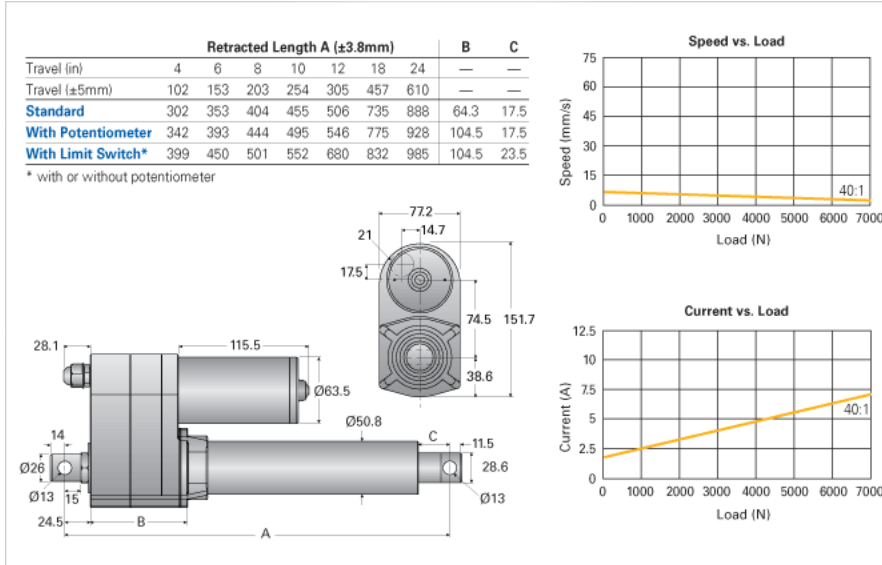 Retracted Length A (±3.8mm) B C
Travel (in) 4 6 8 10 12 18 24 — —
Travel (±5mm) 102 153 203 254 305 457 610 — —
Standard 302 353 404 455 506 735 888 64.3 17.5
With Potentiometer 342 393 444 495 546 775 928 104.5 17.5
With Limit Switch* 399 450 501 552 680 832 985 104.5 23.5
* with or without potentiometer
Speed vs. Load
75
60
45
30
15
0
Speed (mm/s)
40:1
0 1000 2000 3000 4000 5000 6000 7000
Load (N)
77.2
14.7
21
17.5
74.5
151.7
38.6
28.1
115.5
Ø63.5
Ø50.8
14
C
11.5
Ø26
28.6
Ø13
15
Ø13
24.5
B
A
Current vs. Load
12.5
10
7.5
5
2.5
0
Current (A)
40:1
0 1000 2000 3000 4000 5000 6000 7000
Load (N)